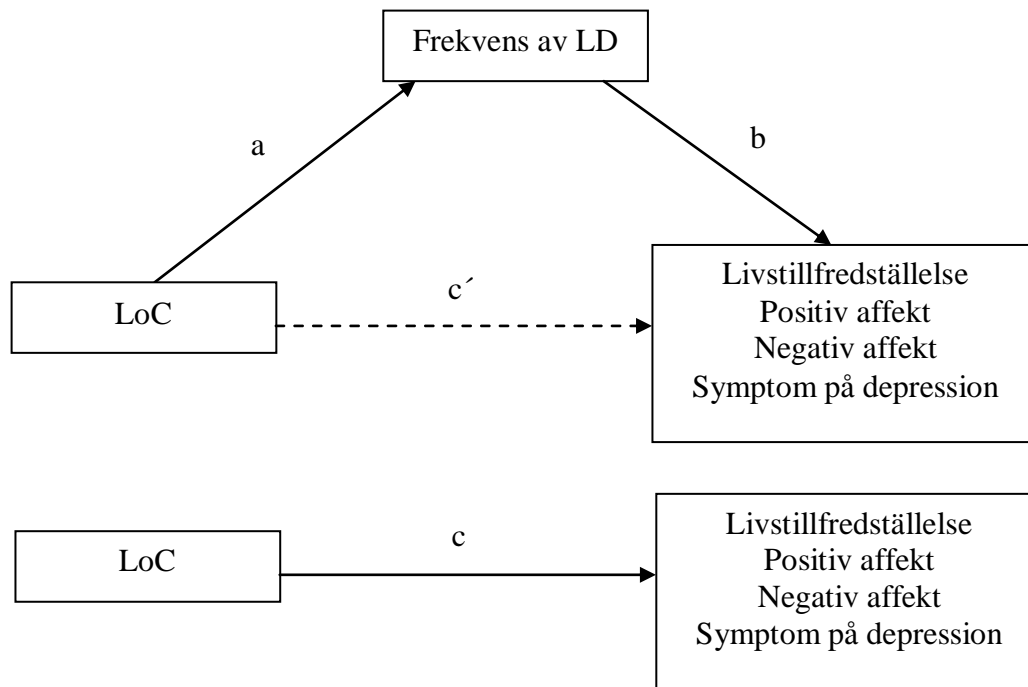 Frekvens av LD
a
b
LoC
c´
Livstillfredställelse
Positiv affekt
Negativ affekt
Symptom på depression
LoC
c
Livstillfredställelse
Positiv affekt
Negativ affekt
Symptom på depression